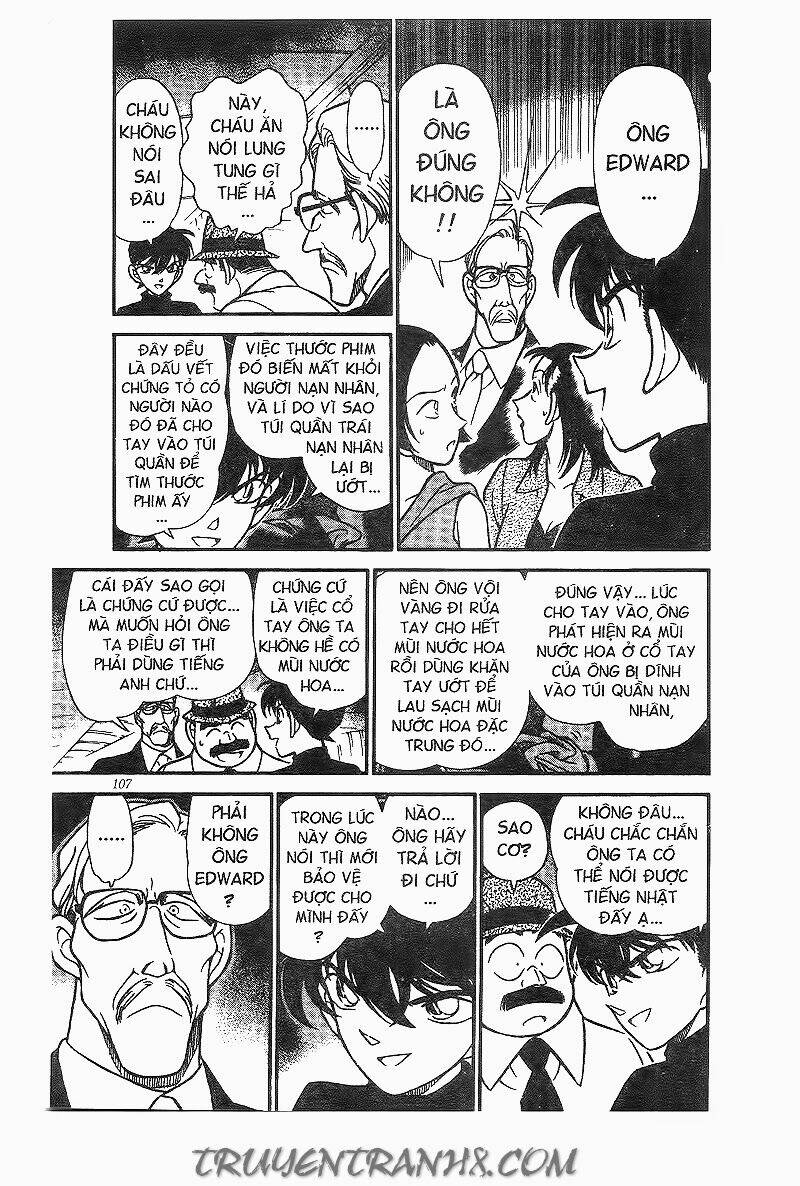 ÔNG
EDWARD
...
LÀ
ÔNG
ĐÚNG
KHÔNG
!!
.....
NÀY,
CHÁU ĂN
NÓI LUNG
TUNG GÌ
THẾ HẢ
...
CHÁU
KHÔNG
NÓI
SAI
ĐÂU
...
VIỆC THƯỚC PHIM
ĐÓ BIẾN MẤT KHỎI
NGƯỜI NẠN NHÂN,
VÀ LÍ DO VÌ SAO
TÚI QUẦN TRÁI
NẠN NHÂN
LẠI BỊ
ƯỚT...
ĐÂY ĐỀU
LÀ DẤU VẾT
CHỨNG TỎ CÓ
NGƯỜI NÀO
ĐÓ ĐÃ CHO
TAY VÀO TÚI
QUẦN ĐỂ
TÌM THƯỚC
PHIM ẤY
...
ĐÚNG VẬY... LÚC
CHO TAY VÀO, ÔNG
PHÁT HIỆN RA MÙI
NƯỚC HOA Ở CỔ TAY
CỦA ÔNG BỊ DÍNH
VÀO TÚI QUẦN NẠN
NHÂN,
NÊN ÔNG VỘI
VÀNG ĐI RỬA
TAY CHO HẾT
MÙI NƯỚC HOA
RỒI DÙNG KHĂN
TAY ƯỚT ĐỂ
LAU SẠCH MÙI
NƯỚC HOA ĐẶC
TRƯNG ĐÓ...
CHỨNG CỨ
LÀ VIỆC CỔ
TAY ÔNG TA
KHÔNG HỀ CÓ
MÙI NƯỚC
HOA...
CÁI ĐẤY SAO GỌI
LÀ CHỨNG CỨ ĐƯỢC...
MÀ MUỐN HỎI ÔNG
TA ĐIỀU GÌ THÌ
PHẢI DÙNG TIẾNG
ANH CHỨ...
107
KHÔNG ĐÂU...
CHÁU CHẮC CHẮN
ÔNG TA CÓ
THỂ NÓI ĐƯỢC
TIẾNG NHẬT
ĐẤY Ạ...
SAO
CƠ?
NÀO...
ÔNG HÃY
TRẢ LỜI
ĐI CHỨ
...
TRONG LÚC
NÀY ÔNG
NÓI THÌ MỚI
BẢO VỆ
ĐƯỢC CHO
MÌNH ĐẤY
?
PHẢI
KHÔNG
ÔNG
EDWARD
?
.....
TRUYENTRANH8.COM